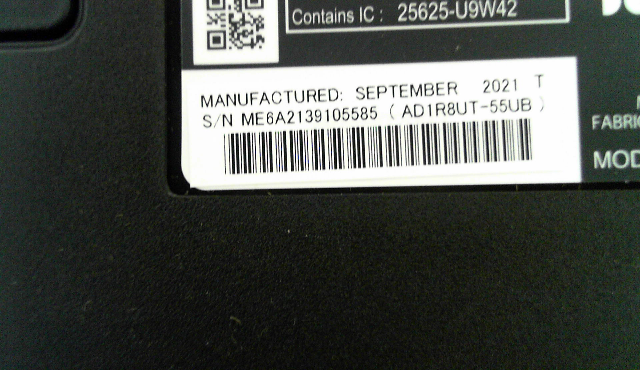 Contains IC : 25625-U9W42
MANUFACTURED: SEPTEMBER 2021 T
S/N ME6A2139105585 ( AD1R8UT-55UB )
FABRIC
MOD